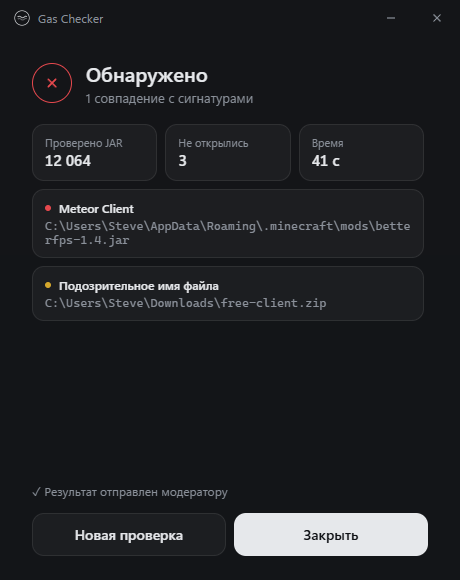 Gas Checker
Обнаружено
1 совпадение с сигнатурами
Проверено JAR
12 064
Не открылись
3
Время
41 с
Meteor Client
C:\Users\Steve\AppData\Roaming\.minecraft\mods\bette
rfps-1.4.jar
Подозрительное имя файла
C:\Users\Steve\Downloads\free-client.zip
✓ Результат отправлен модератору
Новая проверка
Закрыть